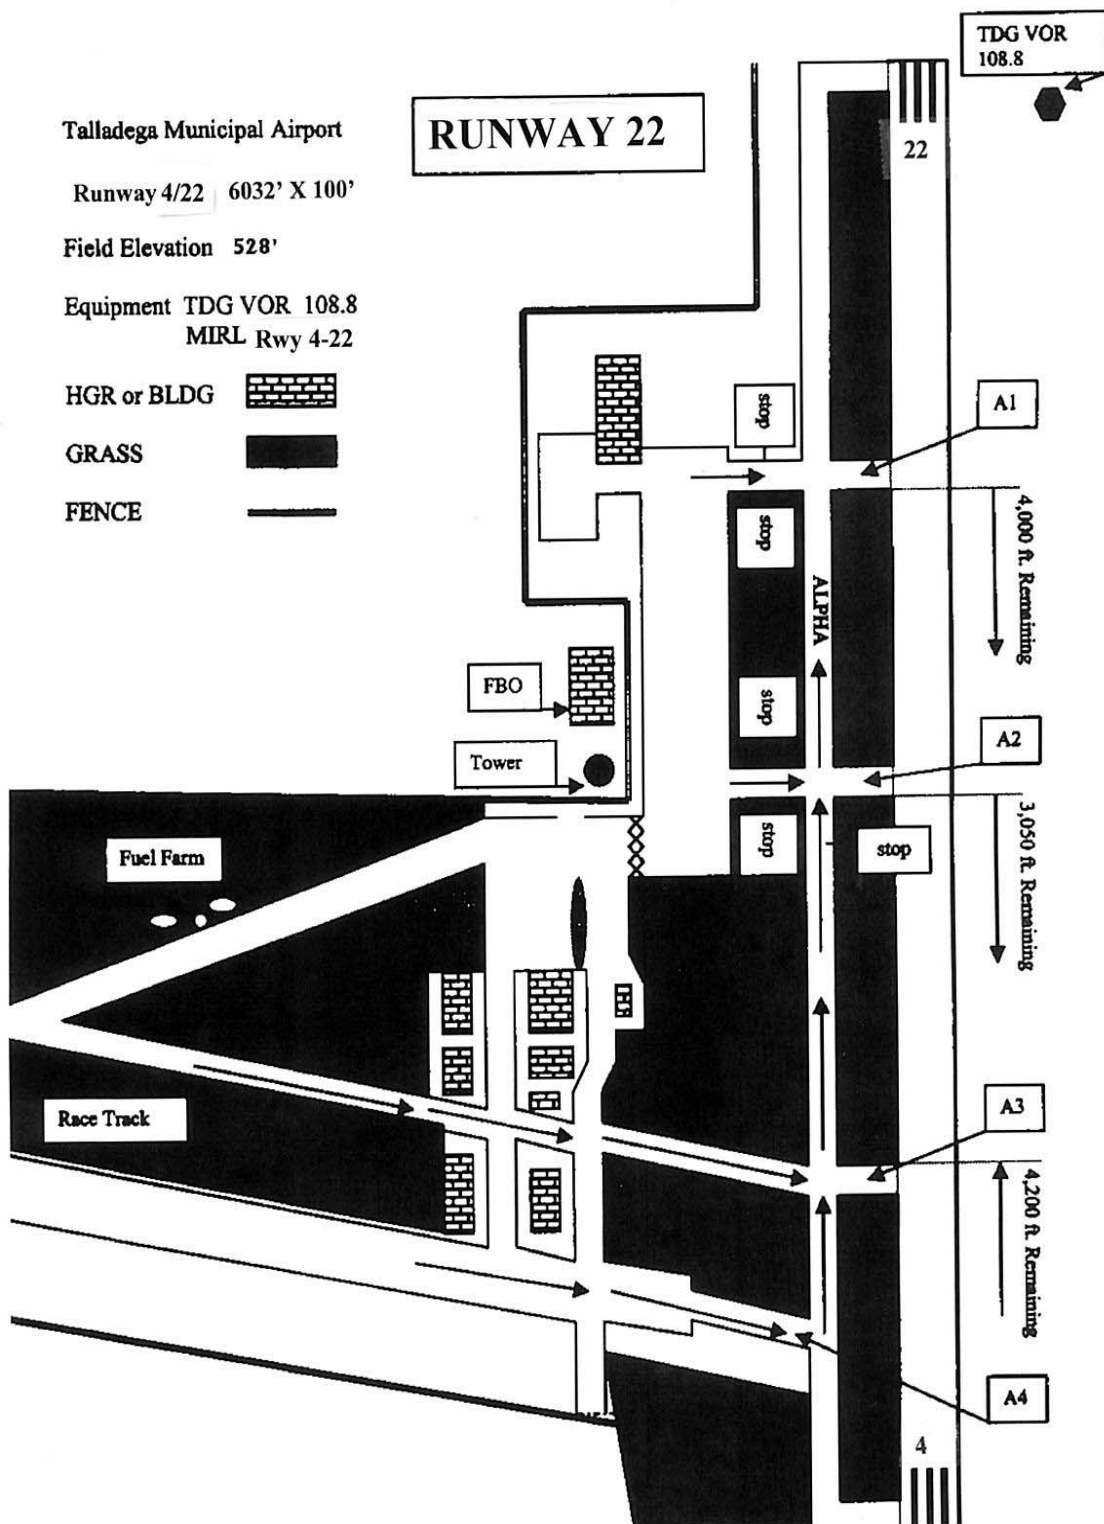 TDG VOR
108.8
RUNWAY 22
Talladega Municipal Airport
Runway 4/22 6032' X 100'
Field Elevation 528'
Equipment TDG VOR 108.8
MIRL Rwy 4-22
HGR or BLDG
GRASS
FENCE
22
stop
A1
stop
4,000 ft. Remaining
ALPHA
FBO
stop
A2
Tower
stop
stop
3,050 ft. Remaining
Fuel Farm
Race Track
A3
4,200 ft. Remaining
A4
4